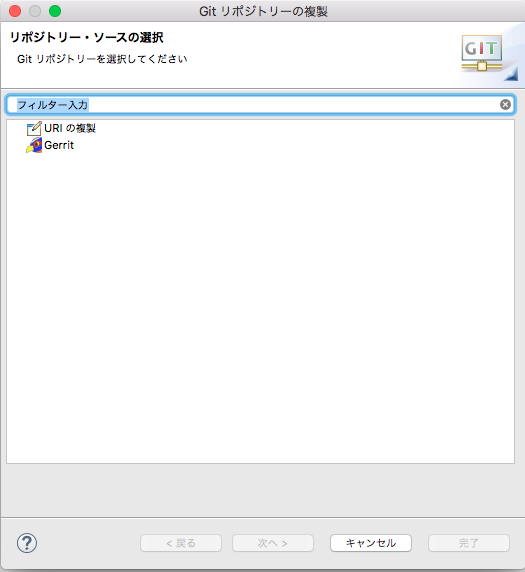 Git リポジトリーの複製
リポジトリー・ソースの選択
Git リポジトリーを選択してください
GIT
フィルター入力
URI の複製
Gerrit
?
< 戻る
次へ >
キャンセル
完了